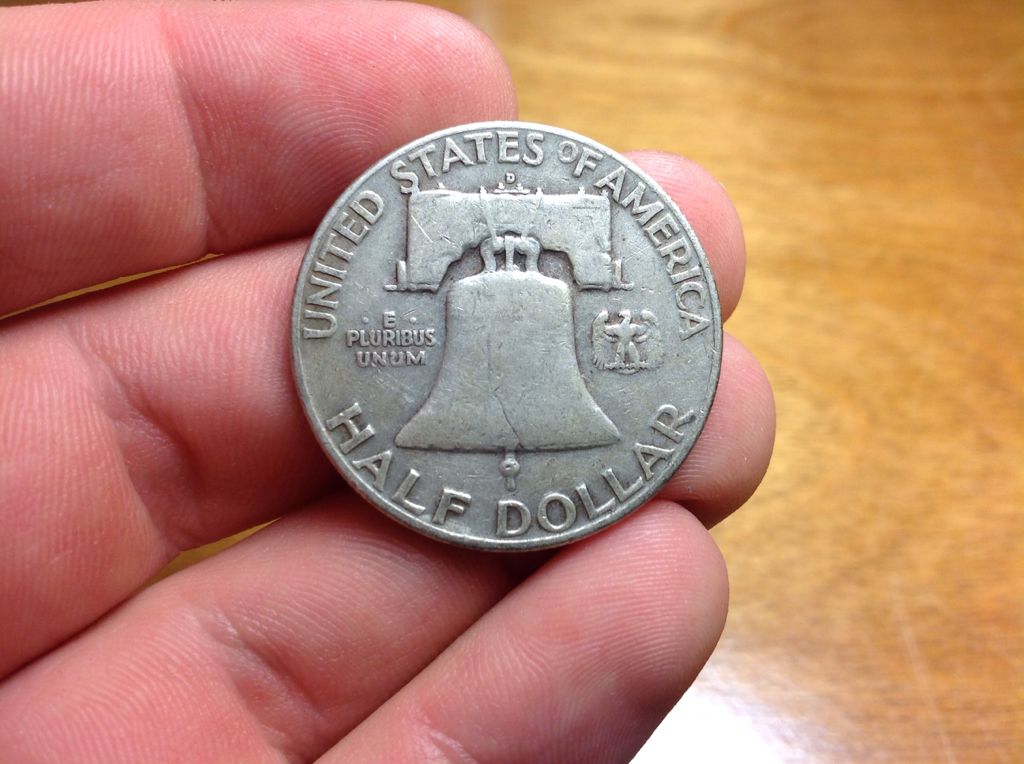 UNITED STATES OF AMERICA
D
· E ·
PLURIBUS
UNUM
HALF DOLLAR